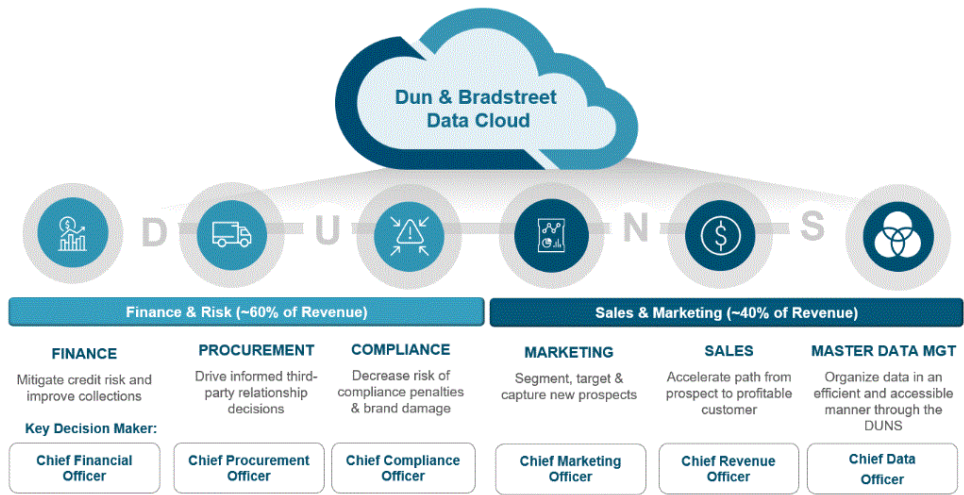 Dun & Bradstreet
Data Cloud
D U N S
Finance & Risk (~60% of Revenue)
Sales & Marketing (~40% of Revenue)
FINANCE
Mitigate credit risk and
improve collections
PROCUREMENT
Drive informed third-
party relationship
decisions
COMPLIANCE
Decrease risk of
compliance penalties
& brand damage
MARKETING
Segment, target &
capture new prospects
SALES
Accelerate path from
prospect to profitable
customer
MASTER DATA MGT
Organize data in an
efficient and accessible
manner through the
DUNS
Key Decision Maker:
Chief Financial
Officer
Chief Procurement
Officer
Chief Compliance
Officer
Chief Marketing
Officer
Chief Revenue
Officer
Chief Data
Officer